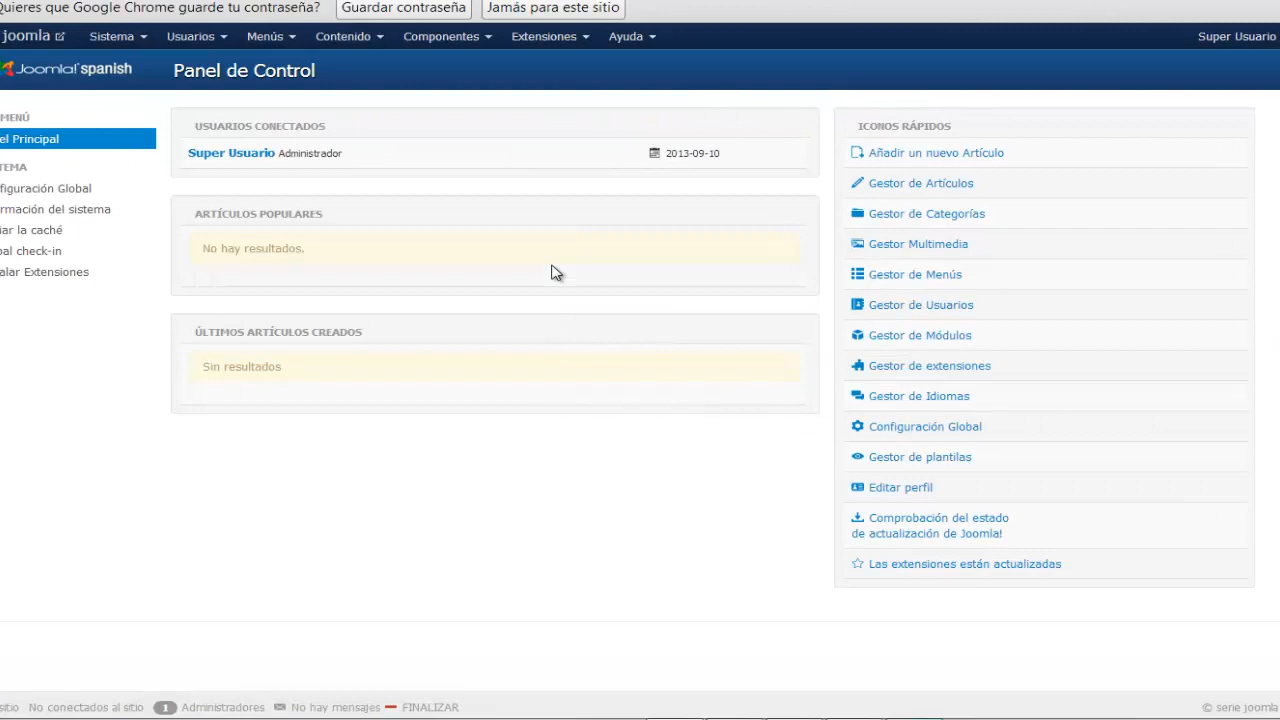 Quieres que Google Chrome guarde tu contraseña? Guardar contraseña Jamás para este sitio
joomla Sistema Usuarios Menús Contenido Componentes Extensiones Ayuda Super Usuario
Joomla! spanish Panel de Control
MENÚ
el Principal
TEMA
figuración Global
rmación del sistema
iar la caché
bal check-in
alar Extensiones
USUARIOS CONECTADOS
Super Usuario Administrador 2013-09-10
ARTÍCULOS POPULARES
No hay resultados.
ÚLTIMOS ARTÍCULOS CREADOS
Sin resultados
ICONOS RÁPIDOS
Añadir un nuevo Artículo
Gestor de Artículos
Gestor de Categorías
Gestor Multimedia
Gestor de Menús
Gestor de Usuarios
Gestor de Módulos
Gestor de extensiones
Gestor de Idiomas
Configuración Global
Gestor de plantilas
Editar perfil
Comprobación del estado
de actualización de Joomla!
Las extensiones están actualizadas
sitio No conectados al sitio 1 Administradores No hay mensajes FINALIZAR © serie joomla